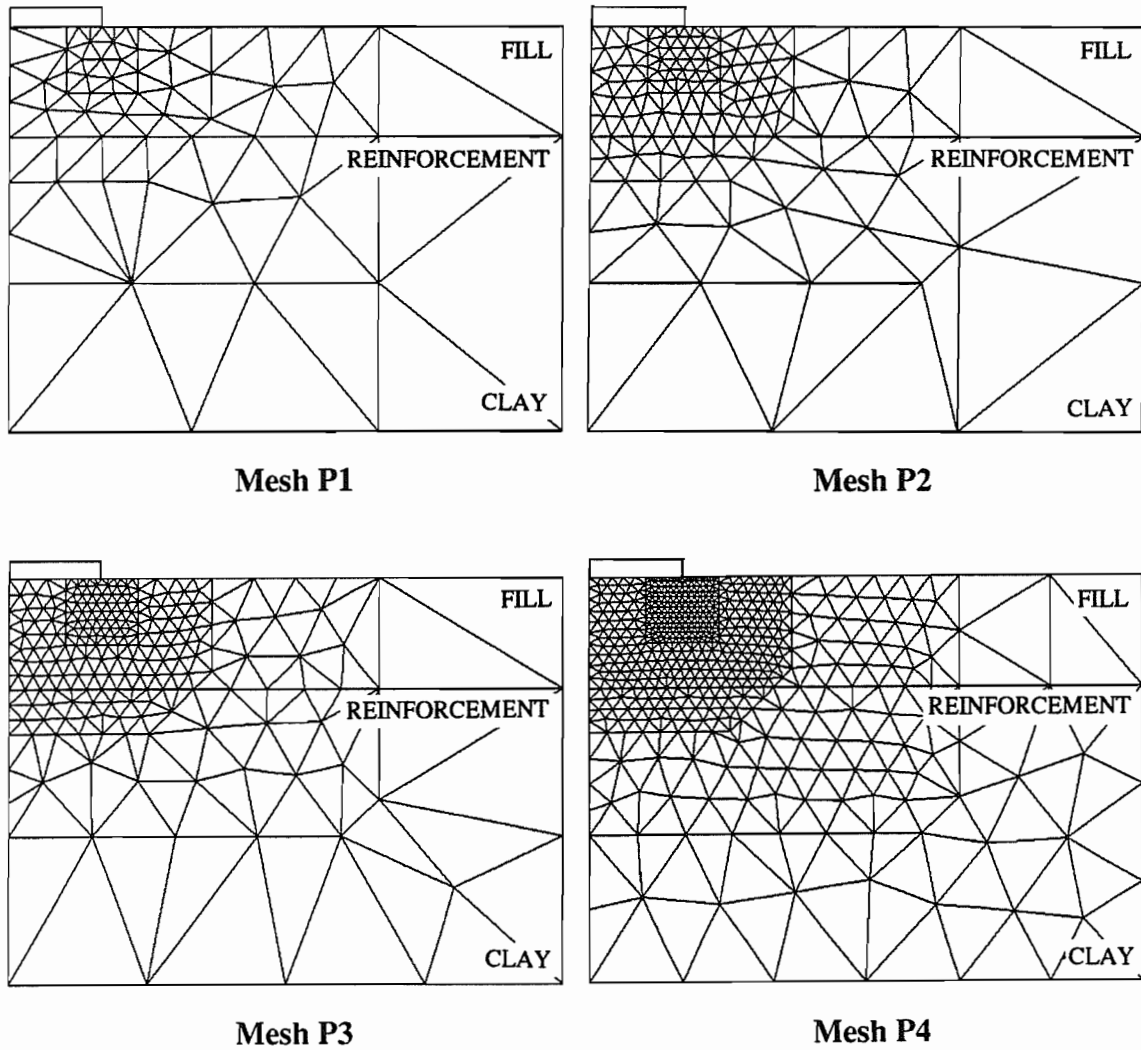 FILL
REINFORCEMENT
CLAY
Mesh P1
FILL
REINFORCEMENT
CLAY
Mesh P2
FILL
REINFORCEMENT
CLAY
Mesh P3
FILL
REINFORCEMENT
CLAY
Mesh P4